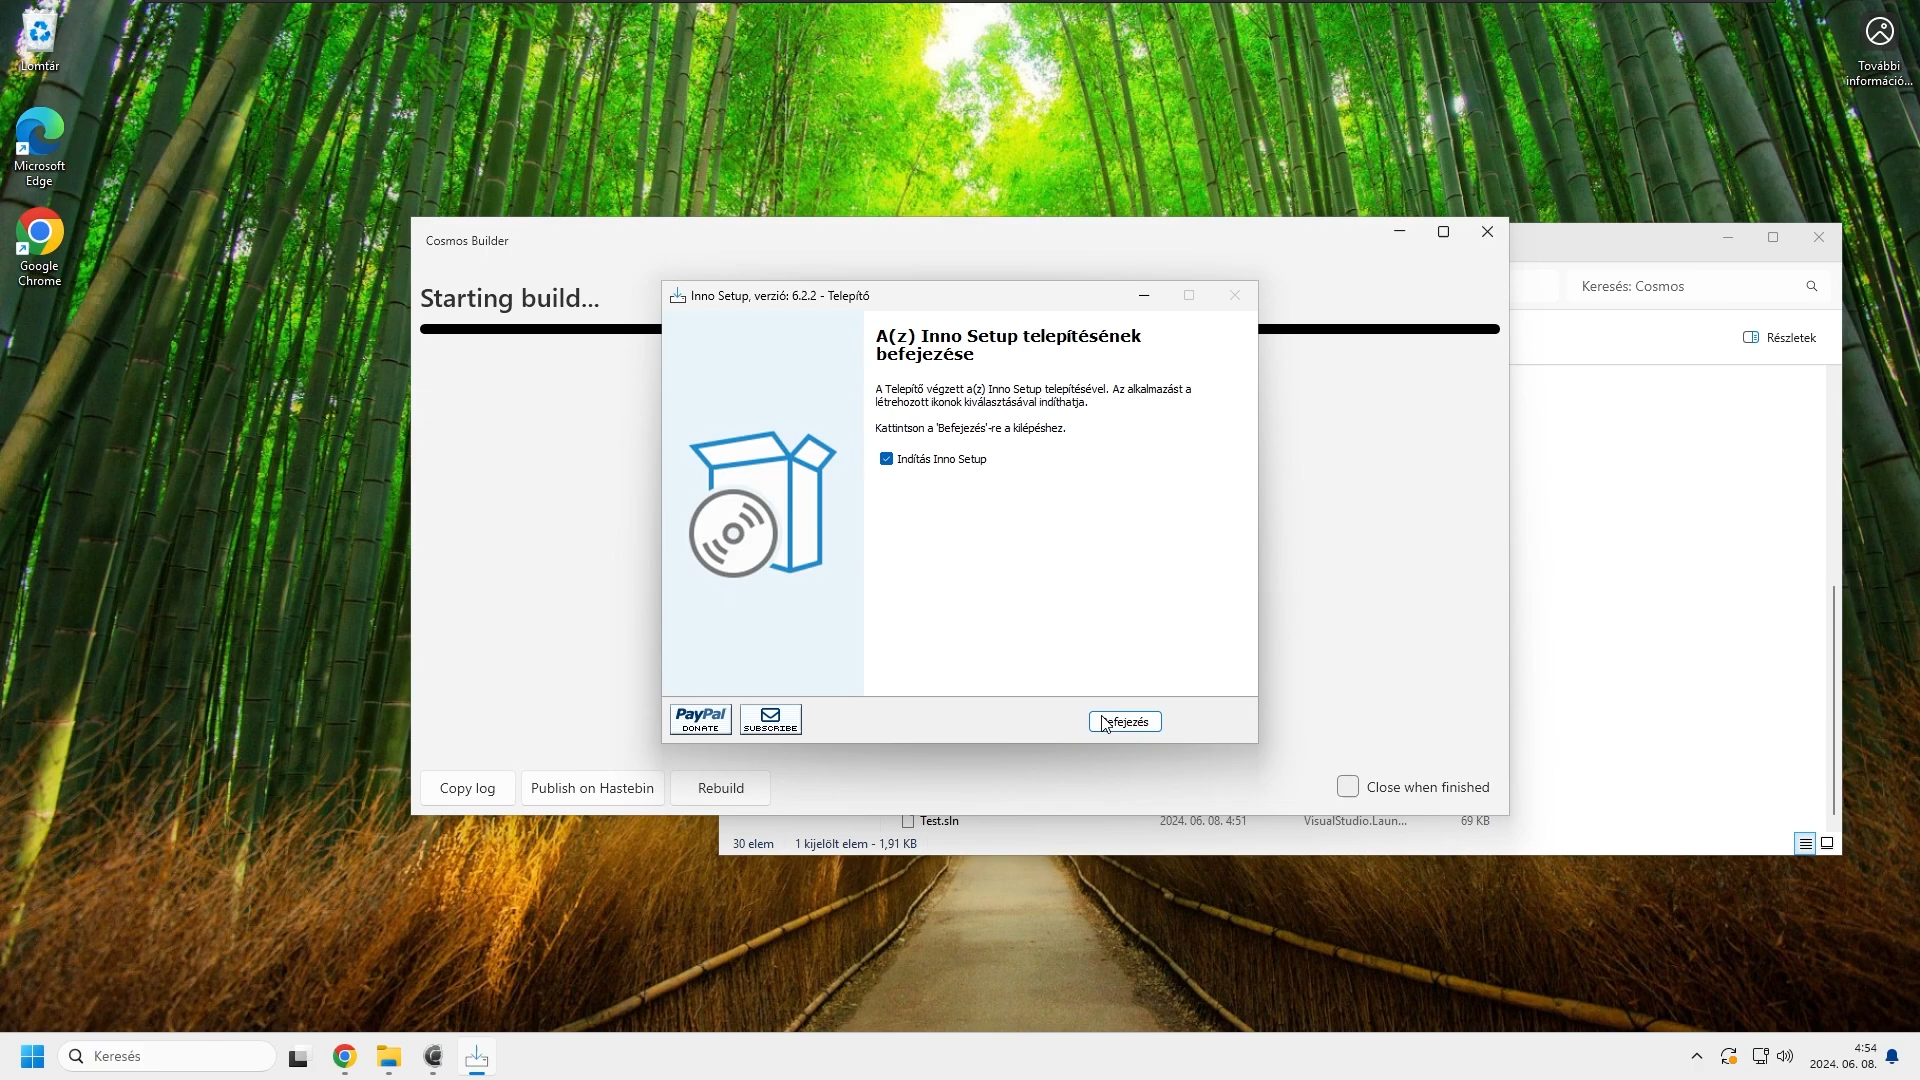 Lomtár
Microsoft
Edge
Google
Chrome
További
információ...
Cosmos Builder
Starting build...
Keresés: Cosmos
Részletek
Inno Setup, verzió: 6.2.2 - Telepítő
A(z) Inno Setup telepítésének
befejezése
A Telepítő végzett a(z) Inno Setup telepítésével. Az alkalmazást a
létrehozott ikonok kiválasztásával indíthatja.
Kattintson a 'Befejezés'-re a kilépéshez.
Indítás Inno Setup
PayPal
DONATE
SUBSCRIBE
Befejezés
Copy log
Publish on Hastebin
Rebuild
Close when finished
Test.sln 2024. 06. 08. 4:51 VisualStudio.Laun... 69 KB
30 elem 1 kijelölt elem - 1,91 KB
Keresés
4:54
2024. 06. 08.